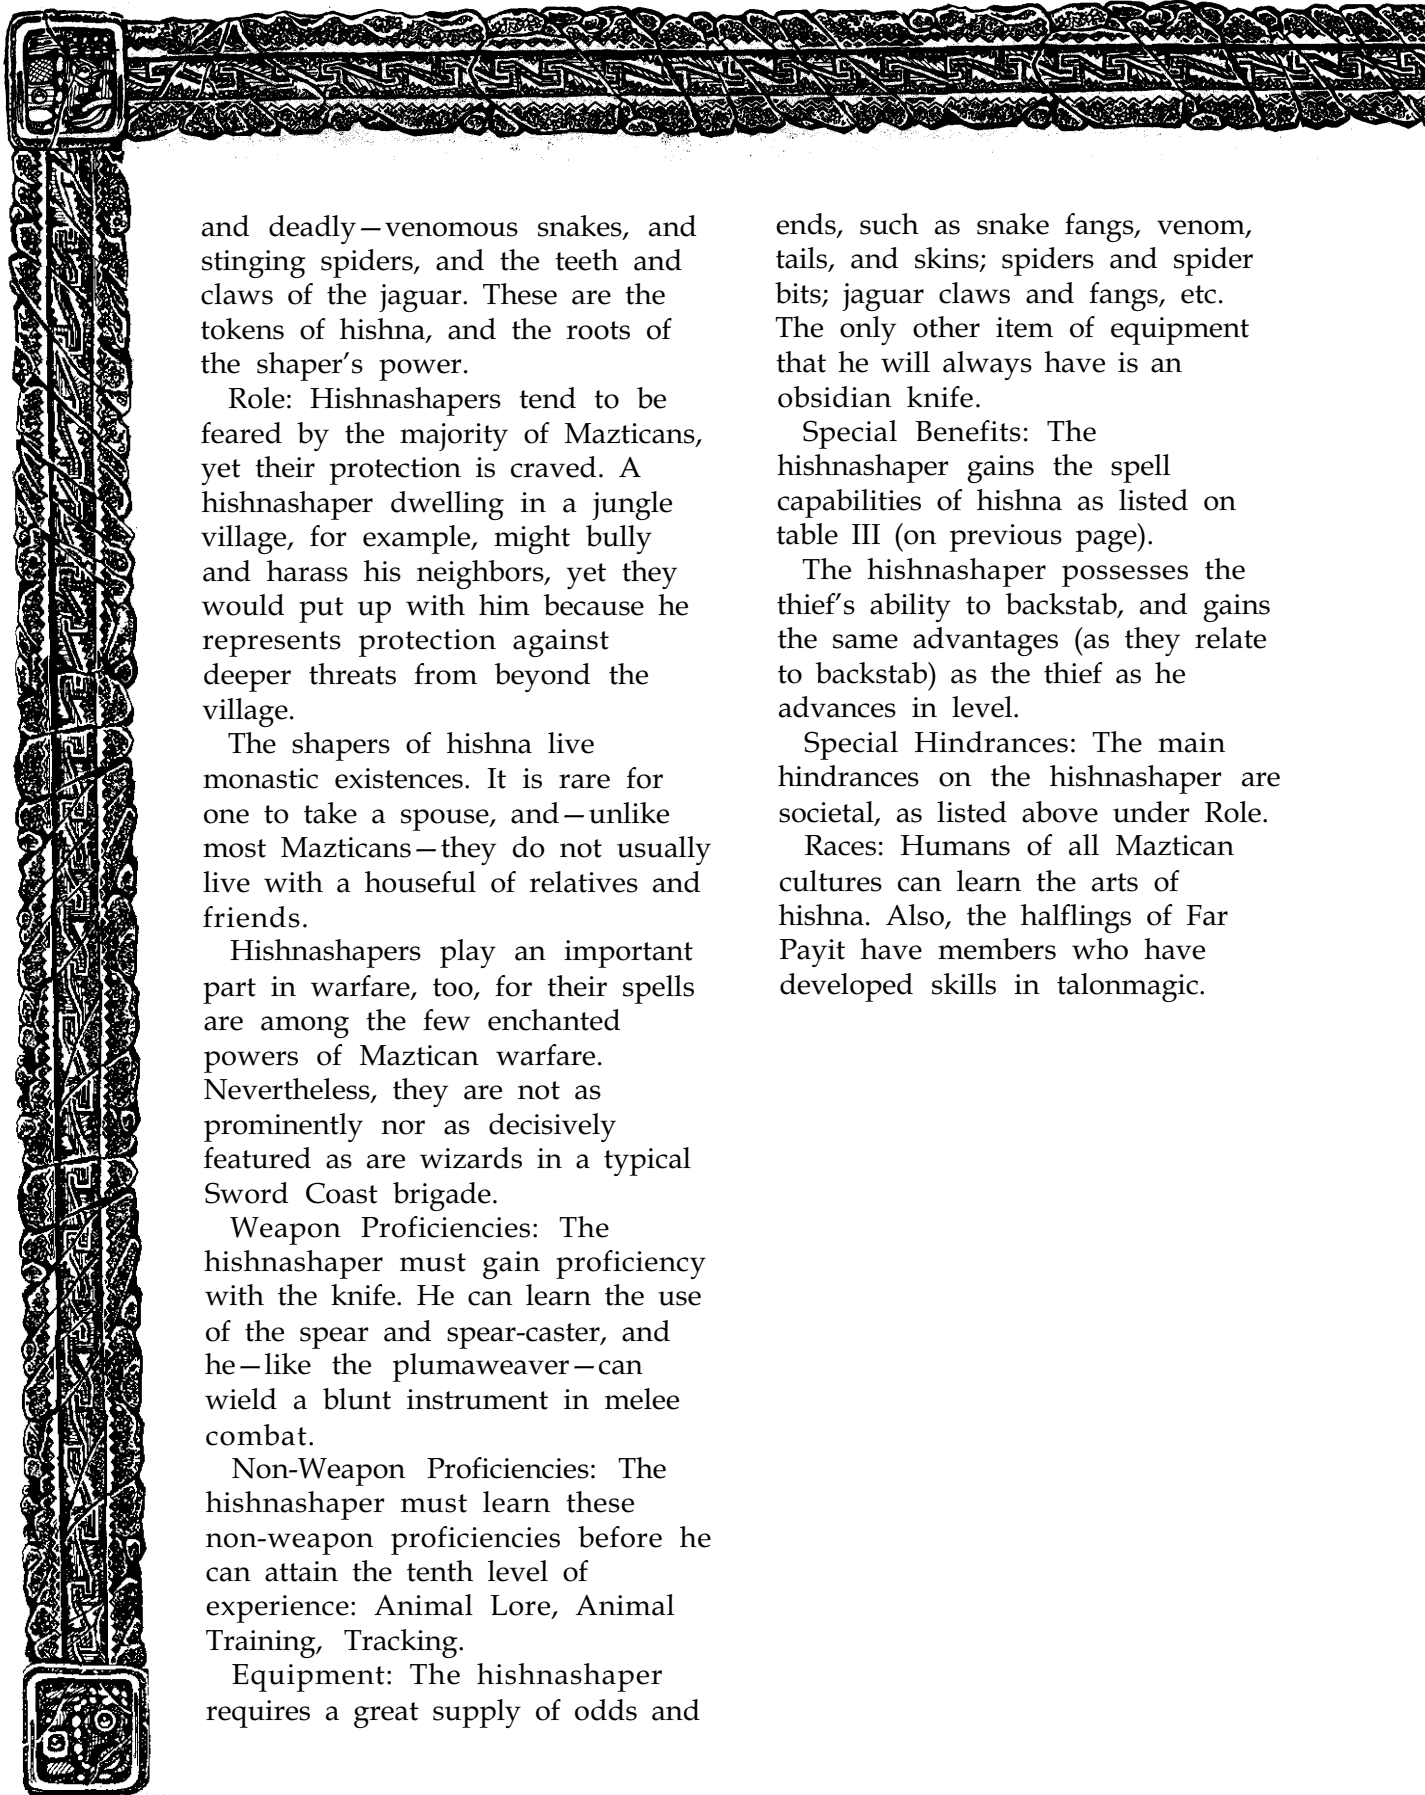 and deadly—venomous snakes, and
stinging spiders, and the teeth and
claws of the jaguar. These are the
tokens of hishna, and the roots of
the shaper's power.
Role: Hishnashapers tend to be
feared by the majority of Mazticans,
yet their protection is craved. A
hishnashaper dwelling in a jungle
village, for example, might bully
and harass his neighbors, yet they
would put up with him because he
represents protection against
deeper threats from beyond the
village.
The shapers of hishna live
monastic existences. It is rare for
one to take a spouse, and—unlike
most Mazticans—they do not usually
live with a houseful of relatives and
friends.
Hishnashapers play an important
part in warfare, too, for their spells
are among the few enchanted
powers of Maztican warfare.
Nevertheless, they are not as
prominently nor as decisively
featured as are wizards in a typical
Sword Coast brigade.
Weapon Proficiencies: The
hishnashaper must gain proficiency
with the knife. He can learn the use
of the spear and spear-caster, and
he—like the plumaweaver—can
wield a blunt instrument in melee
combat.
Non-Weapon Proficiencies: The
hishnashaper must learn these
non-weapon proficiencies before he
can attain the tenth level of
experience: Animal Lore, Animal
Training, Tracking.
Equipment: The hishnashaper
requires a great supply of odds and
ends, such as snake fangs, venom,
tails, and skins; spiders and spider
bits; jaguar claws and fangs, etc.
The only other item of equipment
that he will always have is an
obsidian knife.
Special Benefits: The
hishnashaper gains the spell
capabilities of hishna as listed on
table III (on previous page).
The hishnashaper possesses the
thief's ability to backstab, and gains
the same advantages (as they relate
to backstab) as the thief as he
advances in level.
Special Hindrances: The main
hindrances on the hishnashaper are
societal, as listed above under Role.
Races: Humans of all Maztican
cultures can learn the arts of
hishna. Also, the halflings of Far
Payit have members who have
developed skills in talonmagic.